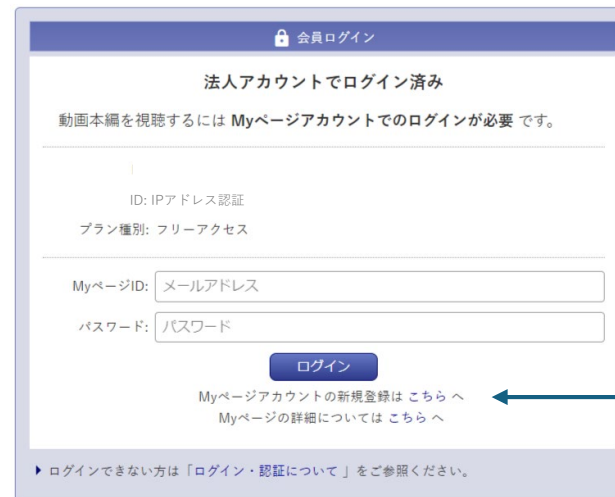 会員ログイン
法人アカウントでログイン済み
動画本編を視聴するには Myページアカウントでのログインが必要 です。
ID: IPアドレス認証
プラン種別: フリーアクセス
MyページID: メールアドレス
パスワード: パスワード
ログイン
Myページアカウントの新規登録は こちら へ
Myページの詳細については こちら へ
ログインできない方は「ログイン・認証について 」をご参照ください。